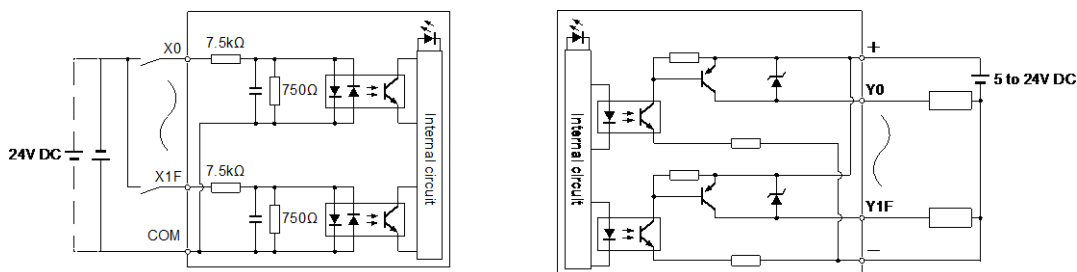 X0
7.5kΩ
750Ω
24V DC
Internal circuit
X1F
7.5kΩ
750Ω
COM
+
Y0
5 to 24V DC
Internal circuit
Y1F
−